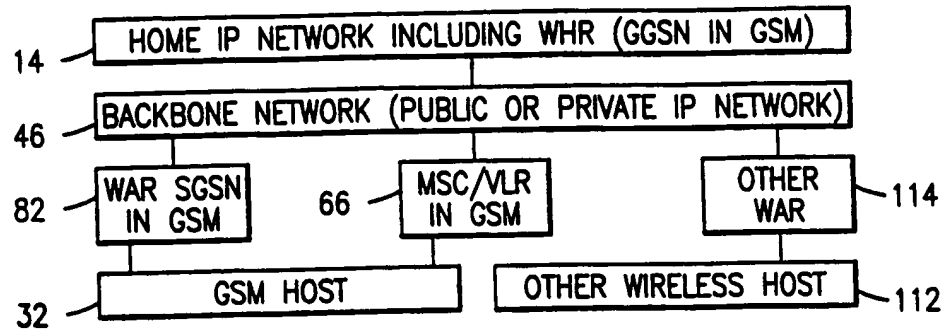 HOME IP NETWORK INCLUDING WHR (GGSN IN GSM)
14
BACKBONE NETWORK (PUBLIC OR PRIVATE IP NETWORK)
46
WAR SGSN
IN GSM
82
MSC/VLR
IN GSM
66
OTHER
WAR
114
GSM HOST
32
OTHER WIRELESS HOST
112